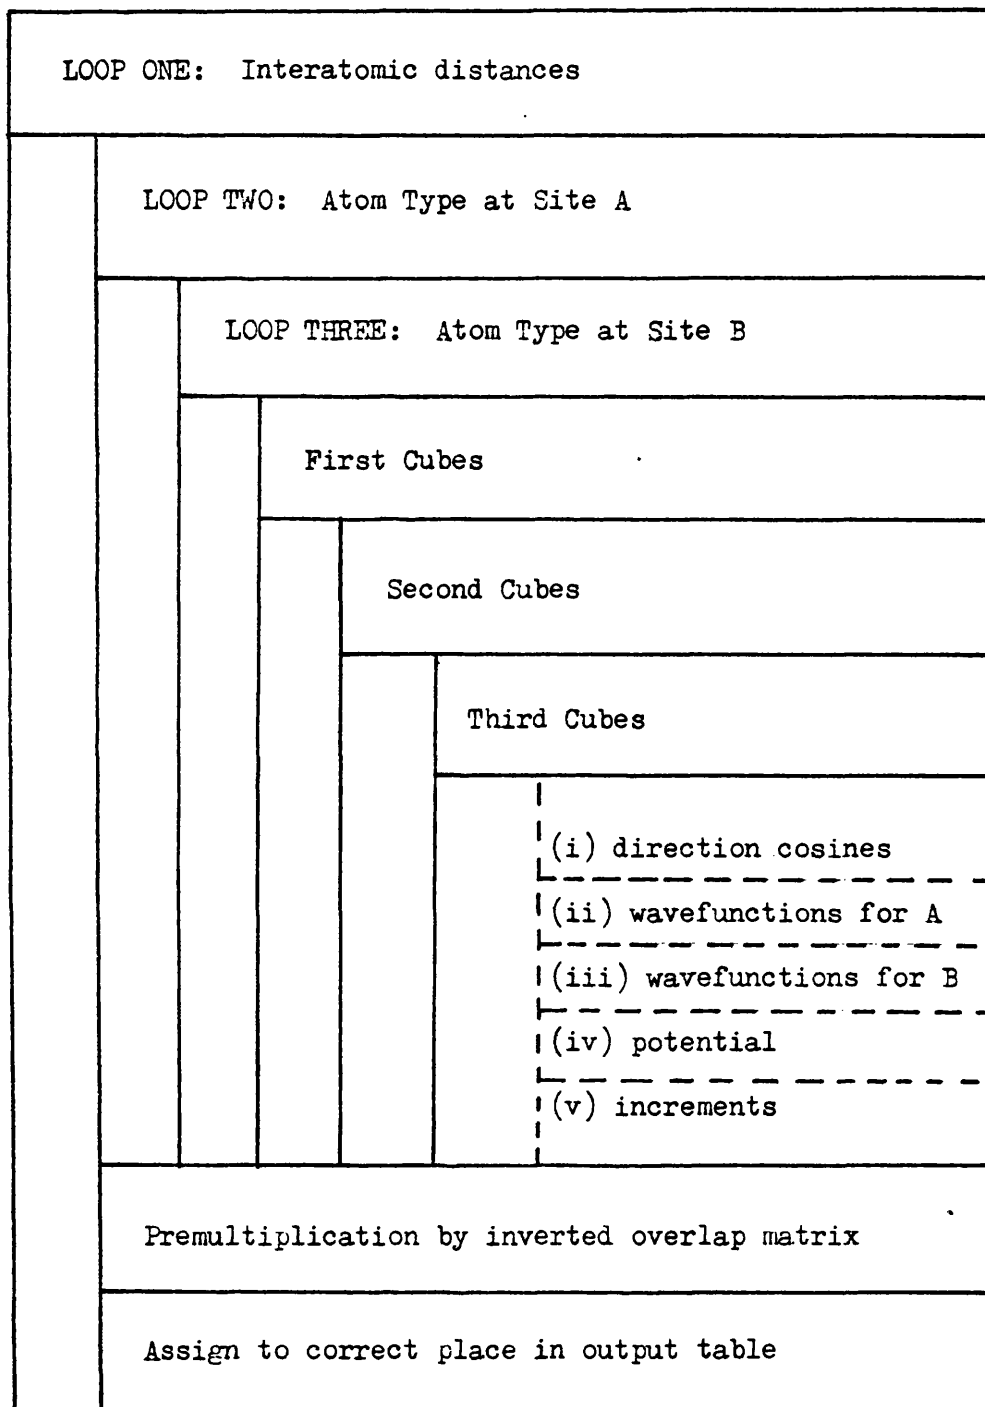 LOOP ONE: Interatomic distances
LOOP TWO: Atom Type at Site A
LOOP THREE: Atom Type at Site B
First Cubes
Second Cubes
Third Cubes
(i) direction cosines
(ii) wavefunctions for A
(iii) wavefunctions for B
(iv) potential
(v) increments
Premultiplication by inverted overlap matrix
Assign to correct place in output table